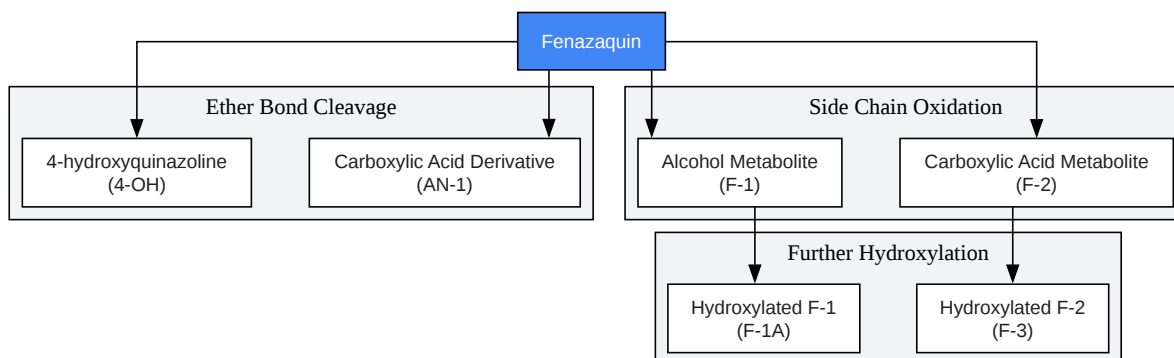 Fenazaquin
Ether Bond Cleavage
Side Chain Oxidation
4-hydroxyquinazoline
(4-OH)
Carboxylic Acid Derivative
(AN-1)
Alcohol Metabolite
(F-1)
Carboxylic Acid Metabolite
(F-2)
Further Hydroxylation
Hydroxylated F-1
(F-1A)
Hydroxylated F-2
(F-3)